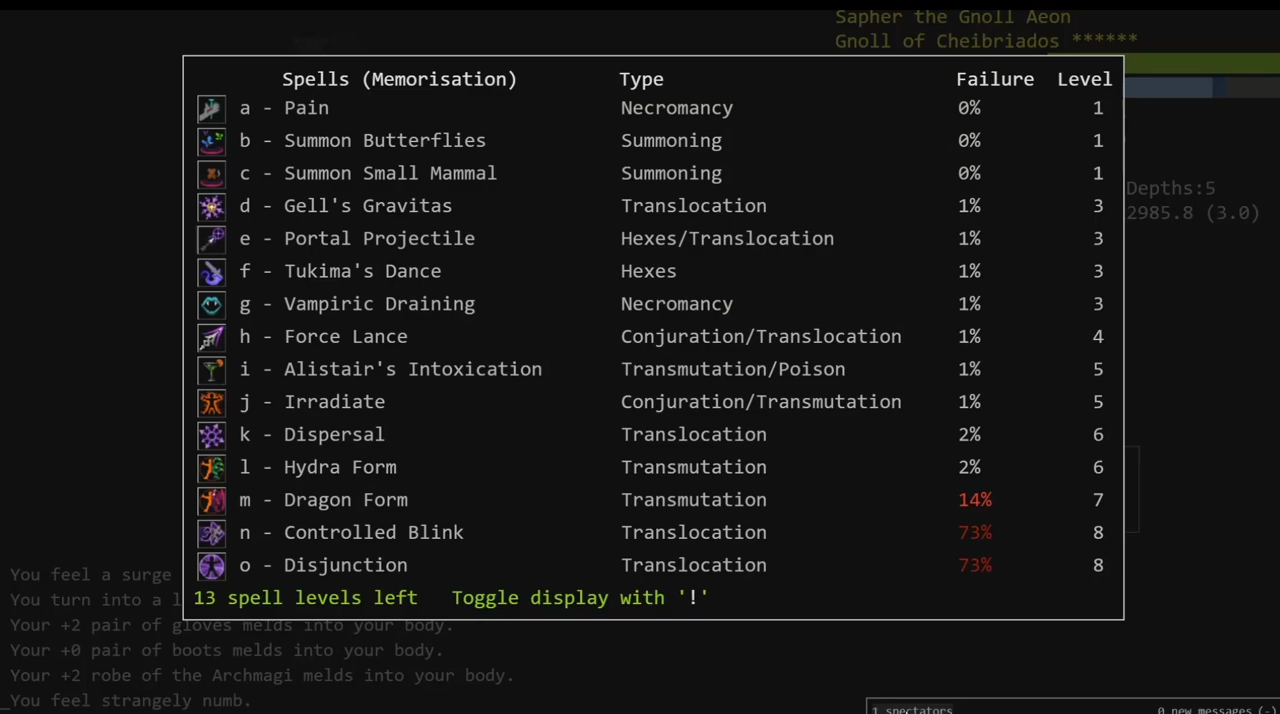 Sapher the Gnoll Aeon
Gnoll of Cheibriados ******
Spells (Memorisation) Type Failure Level
a - Pain Necromancy 0% 1
b - Summon Butterflies Summoning 0% 1
c - Summon Small Mammal Summoning 0% 1
d - Gell's Gravitas Translocation 1% 3
e - Portal Projectile Hexes/Translocation 1% 3
f - Tukima's Dance Hexes 1% 3
g - Vampiric Draining Necromancy 1% 3
h - Force Lance Conjuration/Translocation 1% 4
i - Alistair's Intoxication Transmutation/Poison 1% 5
j - Irradiate Conjuration/Transmutation 1% 5
k - Dispersal Translocation 2% 6
l - Hydra Form Transmutation 2% 6
m - Dragon Form Transmutation 14% 7
n - Controlled Blink Translocation 73% 8
o - Disjunction Translocation 73% 8
13 spell levels left Toggle display with '!'
Depths:5
2985.8 (3.0)
You feel a surge
You turn into a l
Your +2 pair of gloves melds into your body.
Your +0 pair of boots melds into your body.
Your +2 robe of the Archmagi melds into your body.
_You feel strangely numb.
1 spectators 0 new messages (-)